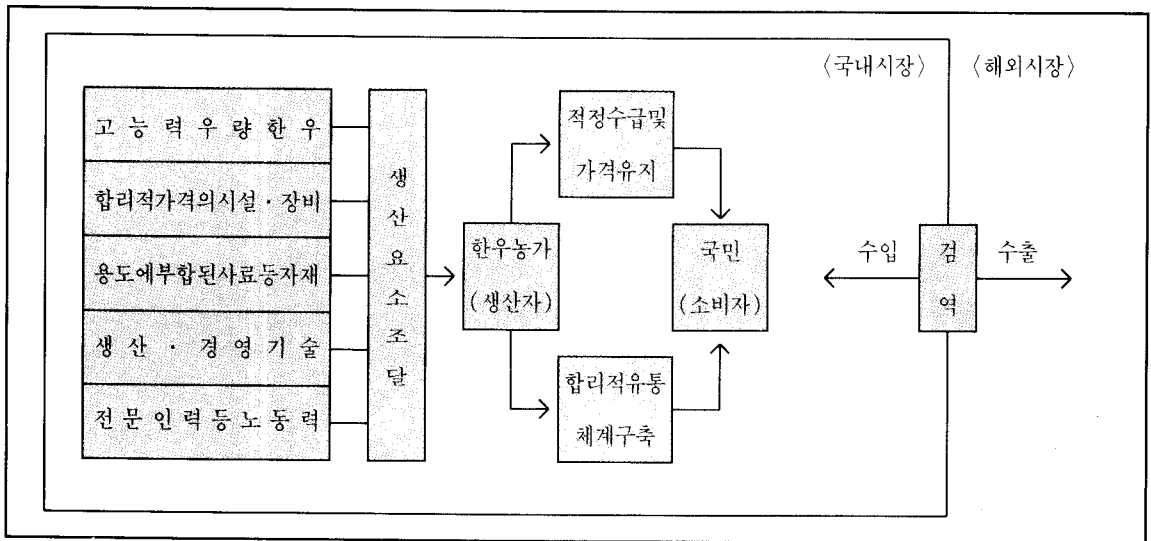 〈국내시장〉 〈해외시장〉
고능력우량한우
합리적가격의시설·장비
용도에부합된사료등자재
생산·경영기술
전문인력등노동력
생
산
요
소
조
달
한우농가
(생산자)
적정수급및
가격유지
합리적유통
체계구축
국민
(소비자)
수입
검
역
수출